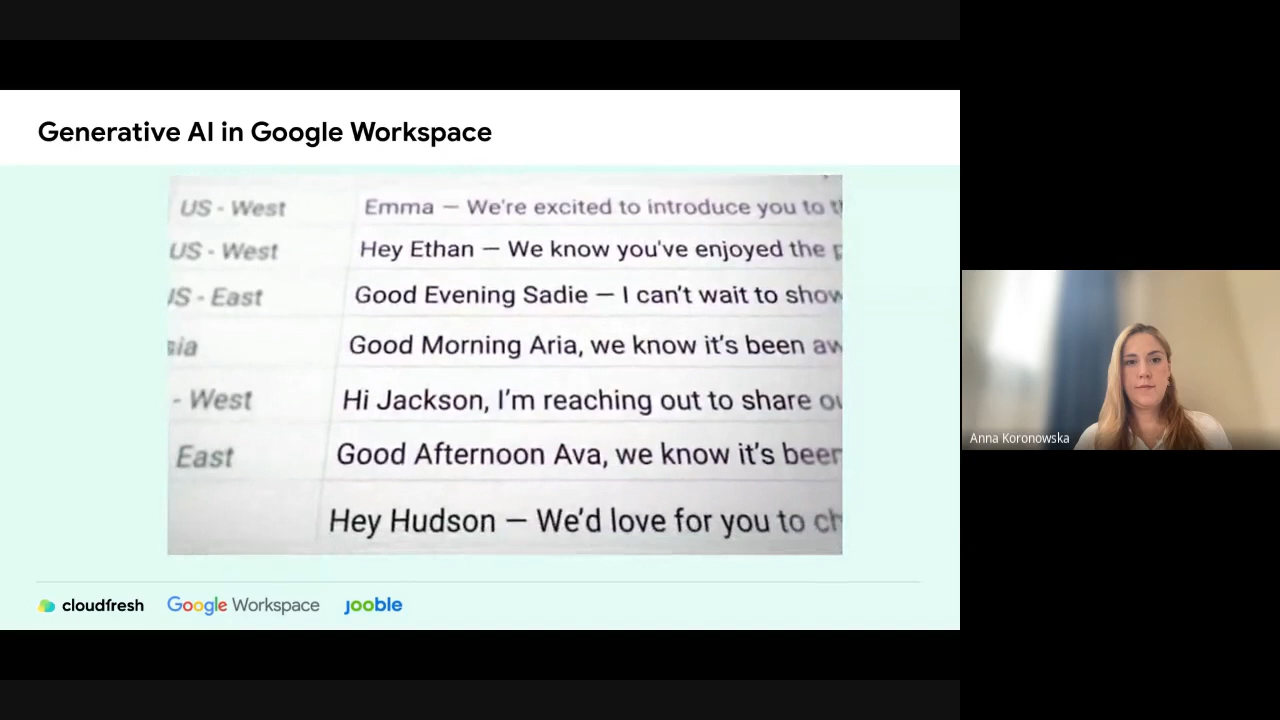 Generative AI in Google Workspace
US - West Emma — We're excited to introduce you to
US - West Hey Ethan — We know you've enjoyed the
US - East Good Evening Sadie — I can't wait to show
sia Good Morning Aria, we know it's been
- West Hi Jackson, I'm reaching out to share
East Good Afternoon Ava, we know it's been
Hey Hudson — We'd love for you to
Anna Koronowska
cloudfresh Google Workspace jooble